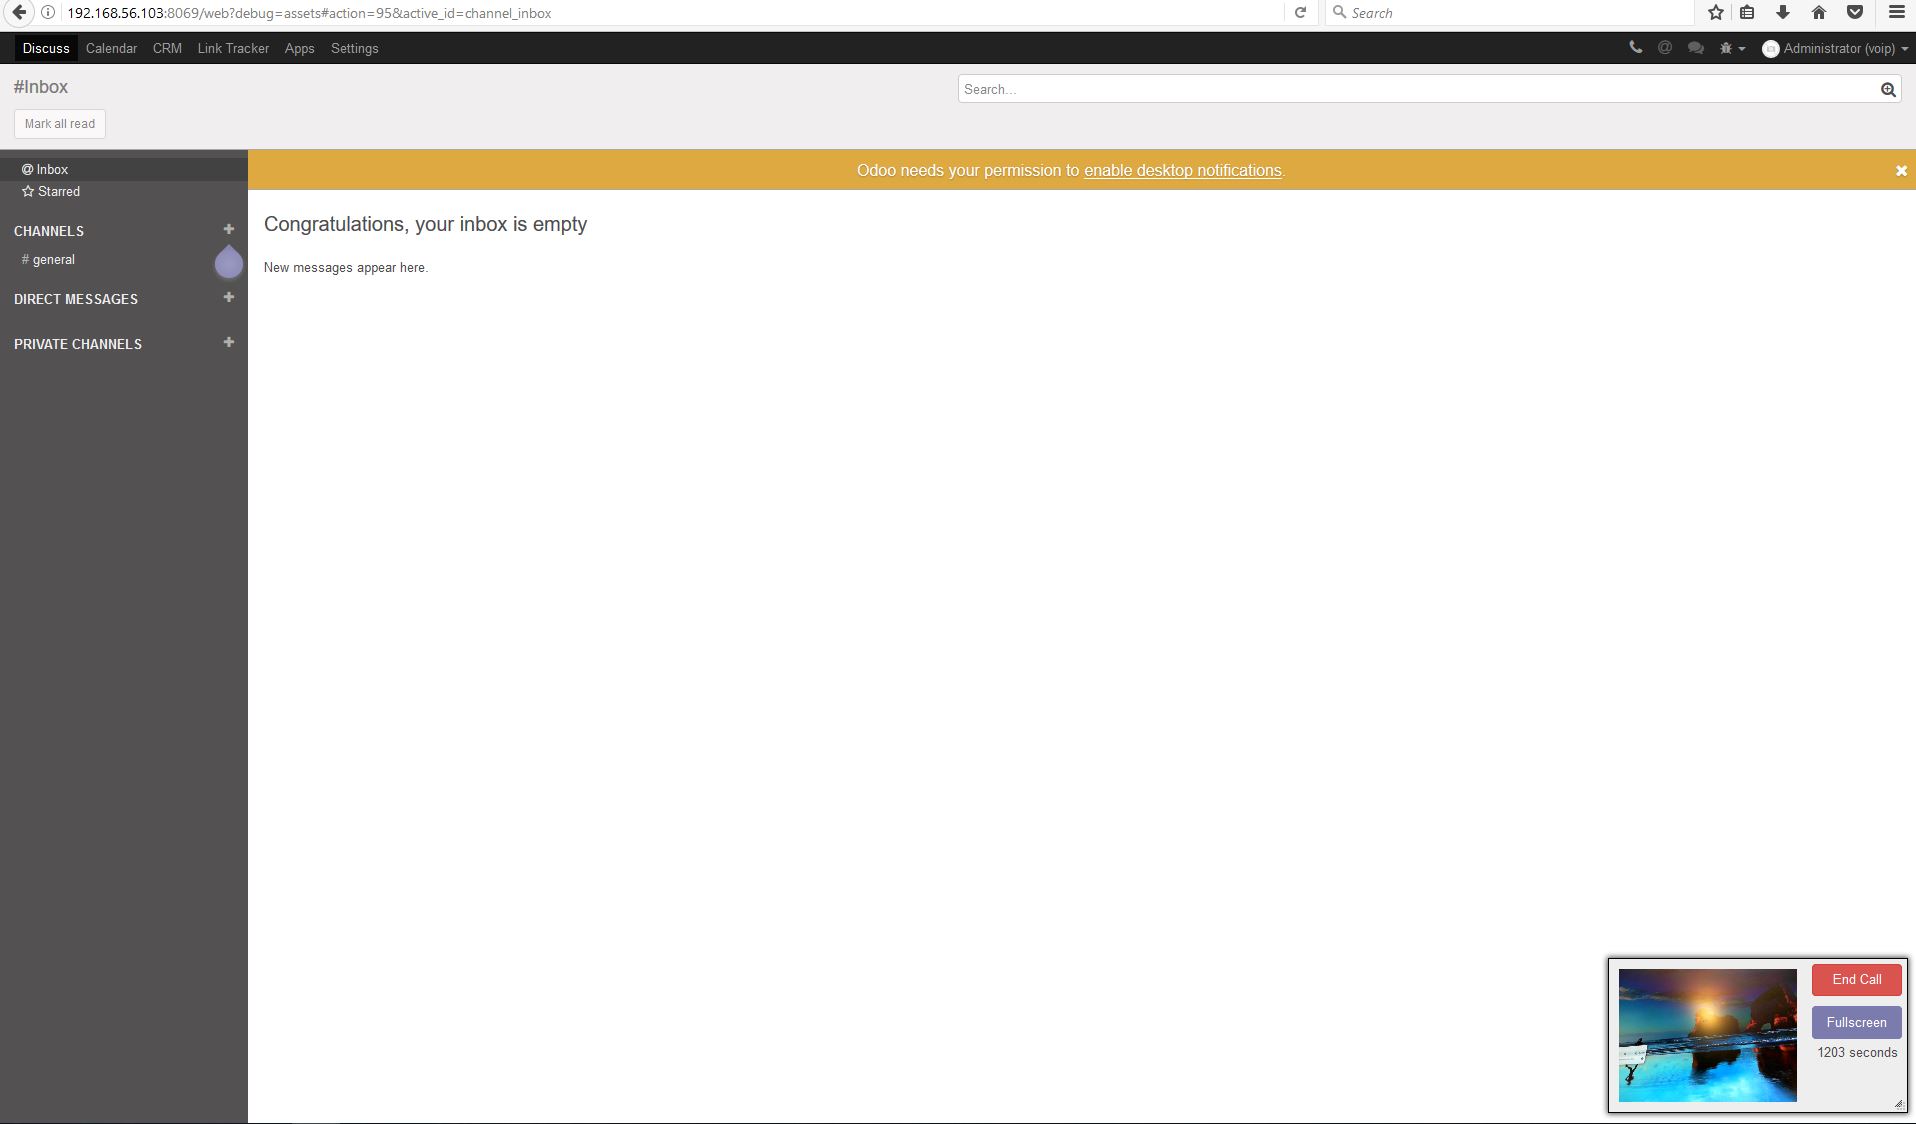 192.168.56.103:8069/web?debug=assets#action=95&active_id=channel_inbox
Search
Discuss Calendar CRM Link Tracker Apps Settings
Administrator (voip)
#Inbox
Search...
Mark all read
Inbox
Starred
Odoo needs your permission to enable desktop notifications.
CHANNELS
# general
DIRECT MESSAGES
PRIVATE CHANNELS
Congratulations, your inbox is empty
New messages appear here.
End Call
Fullscreen
1203 seconds